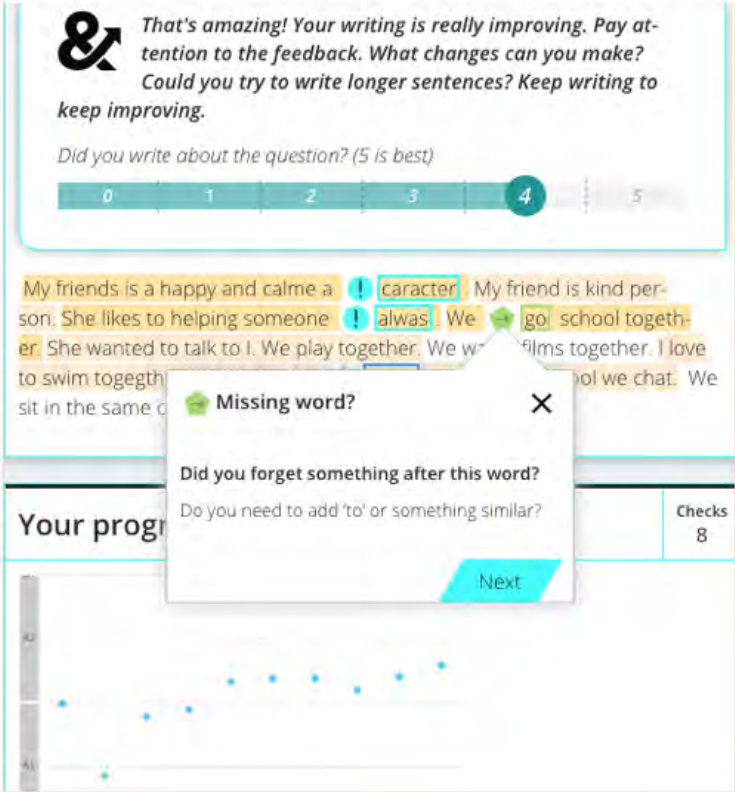 &
That's amazing! Your writing is really improving. Pay at-
tention to the feedback. What changes can you make?
Could you try to write longer sentences? Keep writing to
keep improving.
Did you write about the question? (5 is best)
0 1 2 3 4 5
My friends is a happy and calme a ! caracter. My friend is kind per-
son. She likes to helping someone ! alwas. We → go school togeth-
er. She wanted to talk to I. We play together. We films together. I love
to swim togegth we chat. We
sit in the same
Missing word?
Did you forget something after this word?
Do you need to add 'to' or something similar?
Next
Your progr
Checks
8
A2
A1